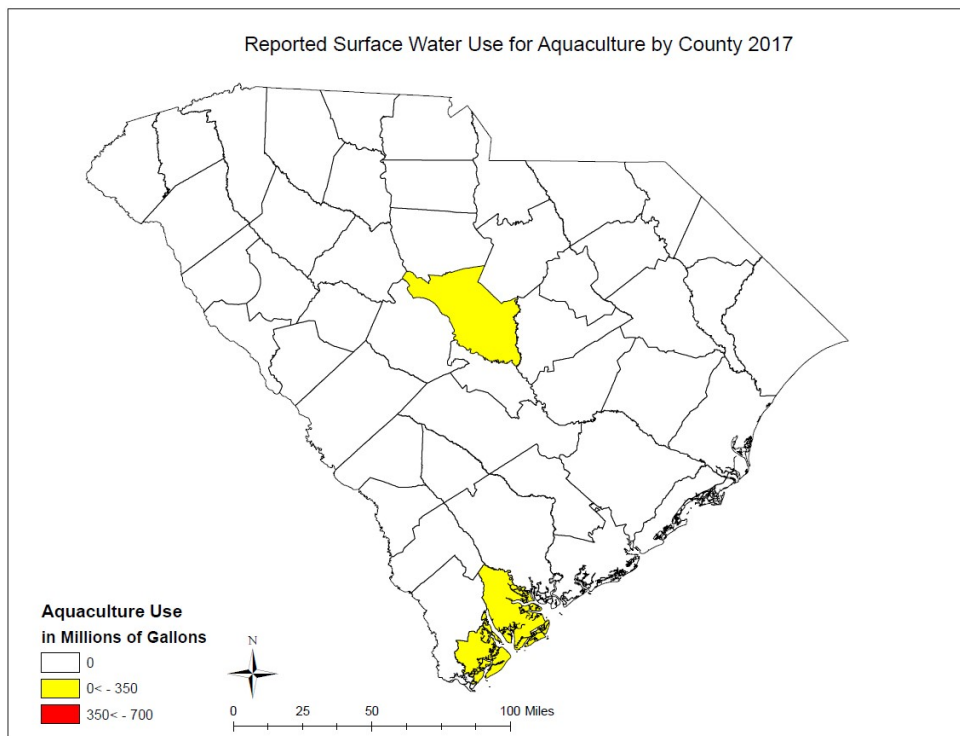 Reported Surface Water Use for Aquaculture by County 2017
Aquaculture Use
in Millions of Gallons
0
0< - 350
350< - 700
N
0 25 50 100 Miles